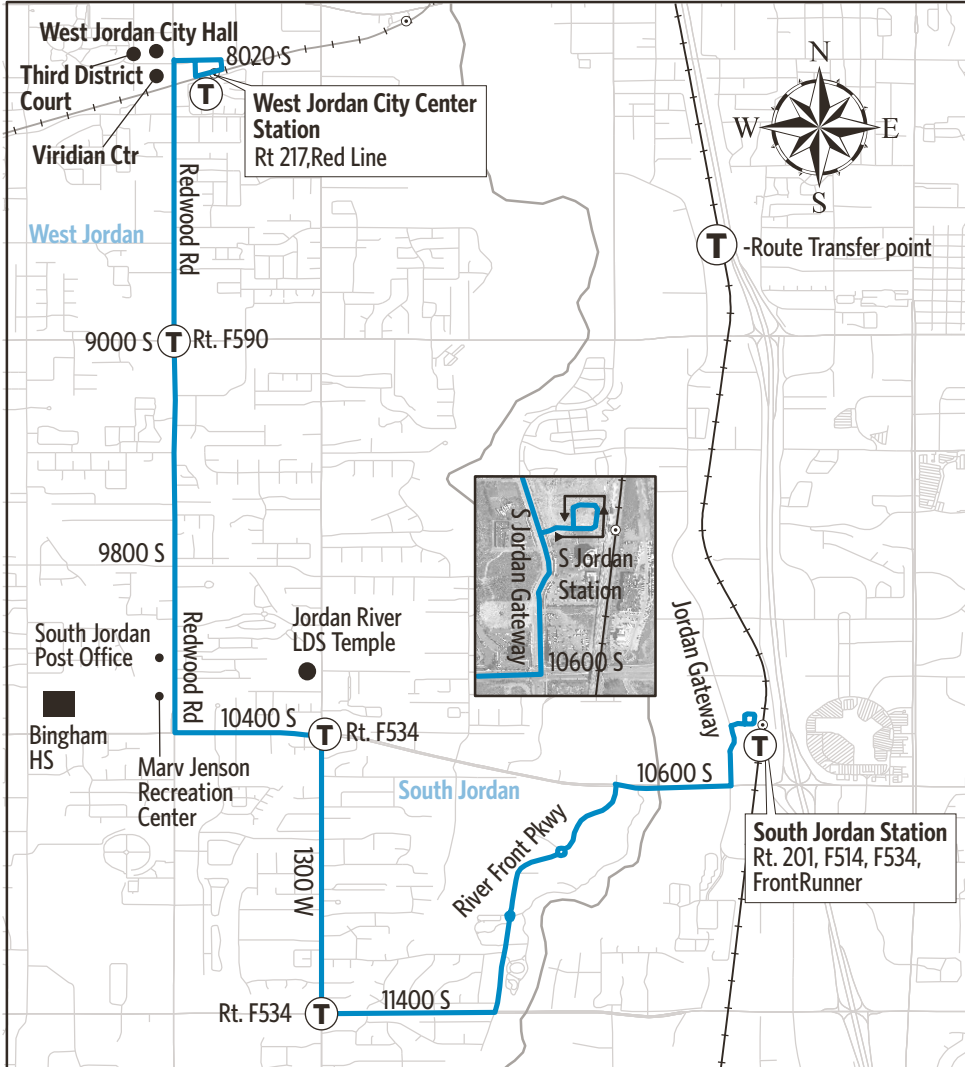 West Jordan City Hall
8020 S
Third District
Court
T
West Jordan City Center
Station
Rt 217,Red Line
Viridian Ctr
N
W
E
S
Redwood Rd
West Jordan
T
-Route Transfer point
9000 S
T
Rt. F590
9800 S
S Jordan Gateway
S Jordan
Station
10600 S
Jordan Gateway
South Jordan
Post Office
Redwood Rd
Jordan River
LDS Temple
Bingham
HS
10400 S
T
Rt. F534
T
Marv Jenson
Recreation
Center
South Jordan
10600 S
River Front Pkwy
South Jordan Station
Rt. 201, F514, F534,
FrontRunner
1300 W
Rt. F534
T
11400 S